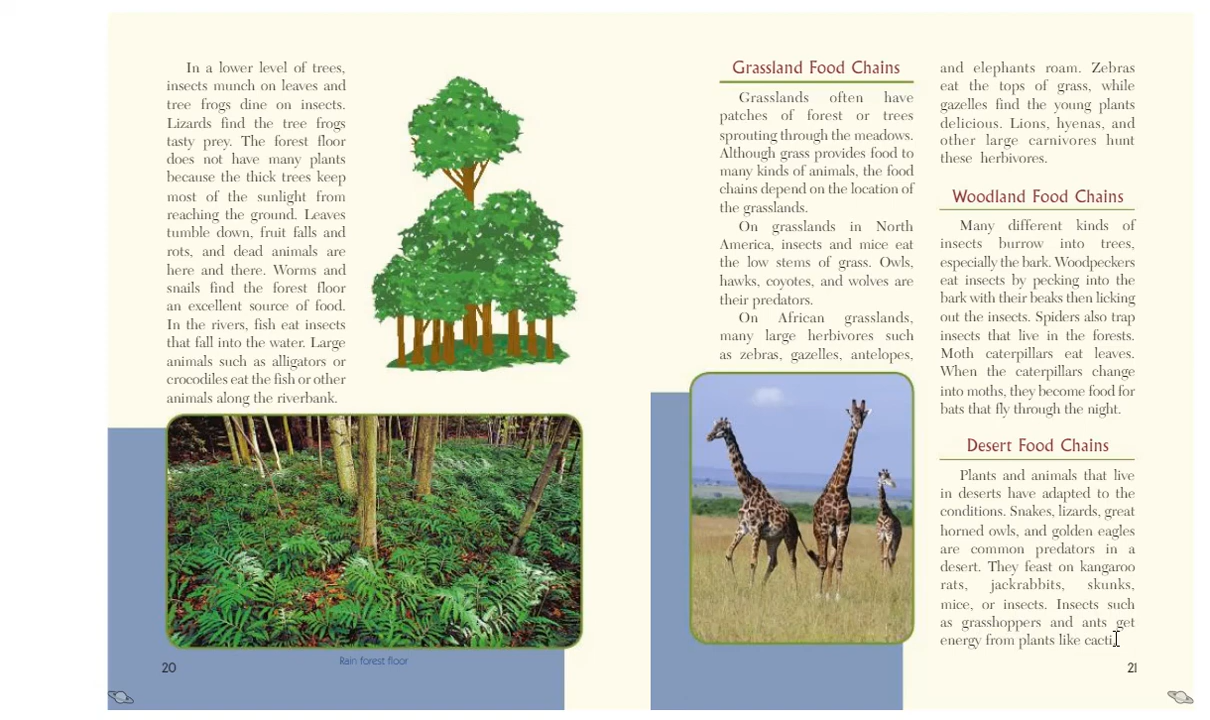 In a lower level of trees,
insects munch on leaves and
tree frogs dine on insects.
Lizards find the tree frogs
tasty prey. The forest floor
does not have many plants
because the thick trees keep
most of the sunlight from
reaching the ground. Leaves
tumble down, fruit falls and
rots, and dead animals are
here and there. Worms and
snails find the forest floor
an excellent source of food.
In the rivers, fish eat insects
that fall into the water. Large
animals such as alligators or
crocodiles eat the fish or other
animals along the riverbank.
Rain forest floor
20
Grassland Food Chains
Grasslands often have
patches of forest or trees
sprouting through the meadows.
Although grass provides food to
many kinds of animals, the food
chains depend on the location of
the grasslands.
On grasslands in North
America, insects and mice eat
the low stems of grass. Owls,
hawks, coyotes, and wolves are
their predators.
On African grasslands,
many large herbivores such
as zebras, gazelles, antelopes,
and elephants roam. Zebras
eat the tops of grass, while
gazelles find the young plants
delicious. Lions, hyenas, and
other large carnivores hunt
these herbivores.
Woodland Food Chains
Many different kinds of
insects burrow into trees,
especially the bark. Woodpeckers
eat insects by pecking into the
bark with their beaks then licking
out the insects. Spiders also trap
insects that live in the forests.
Moth caterpillars eat leaves.
When the caterpillars change
into moths, they become food for
bats that fly through the night.
Desert Food Chains
Plants and animals that live
in deserts have adapted to the
conditions. Snakes, lizards, great
horned owls, and golden eagles
are common predators in a
desert. They feast on kangaroo
rats, jackrabbits, skunks,
mice, or insects. Insects such
as grasshoppers and ants get
energy from plants like cacti.
21